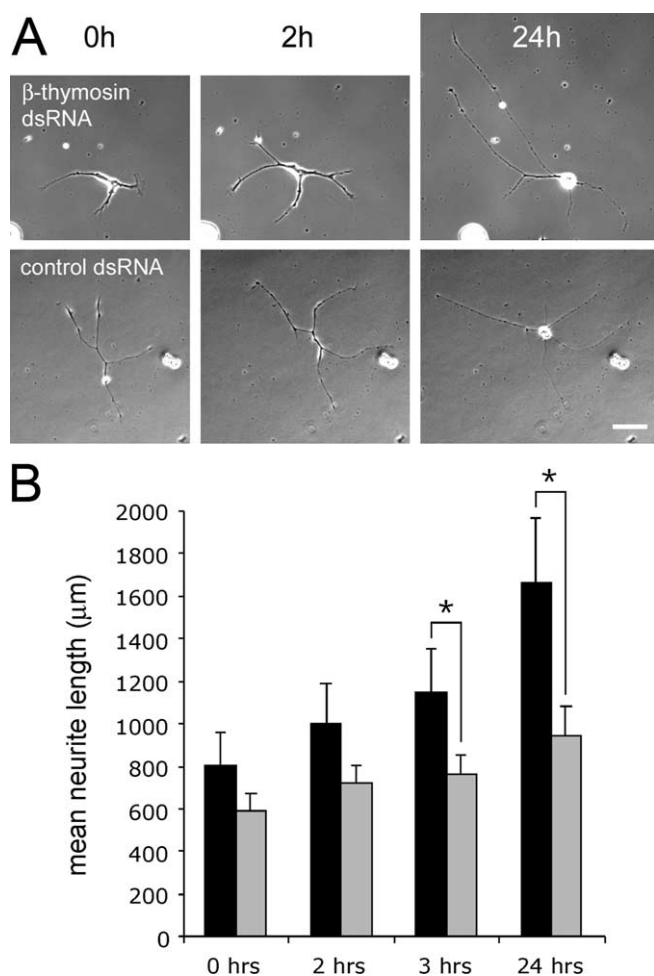 A
0h 2h 24h
β-thymosin
dsRNA
control dsRNA
B
mean neurite length (μm)
2000
1800
1600
1400
1200
1000
800
600
400
200
0
*
*
0 hrs 2 hrs 3 hrs 24 hrs